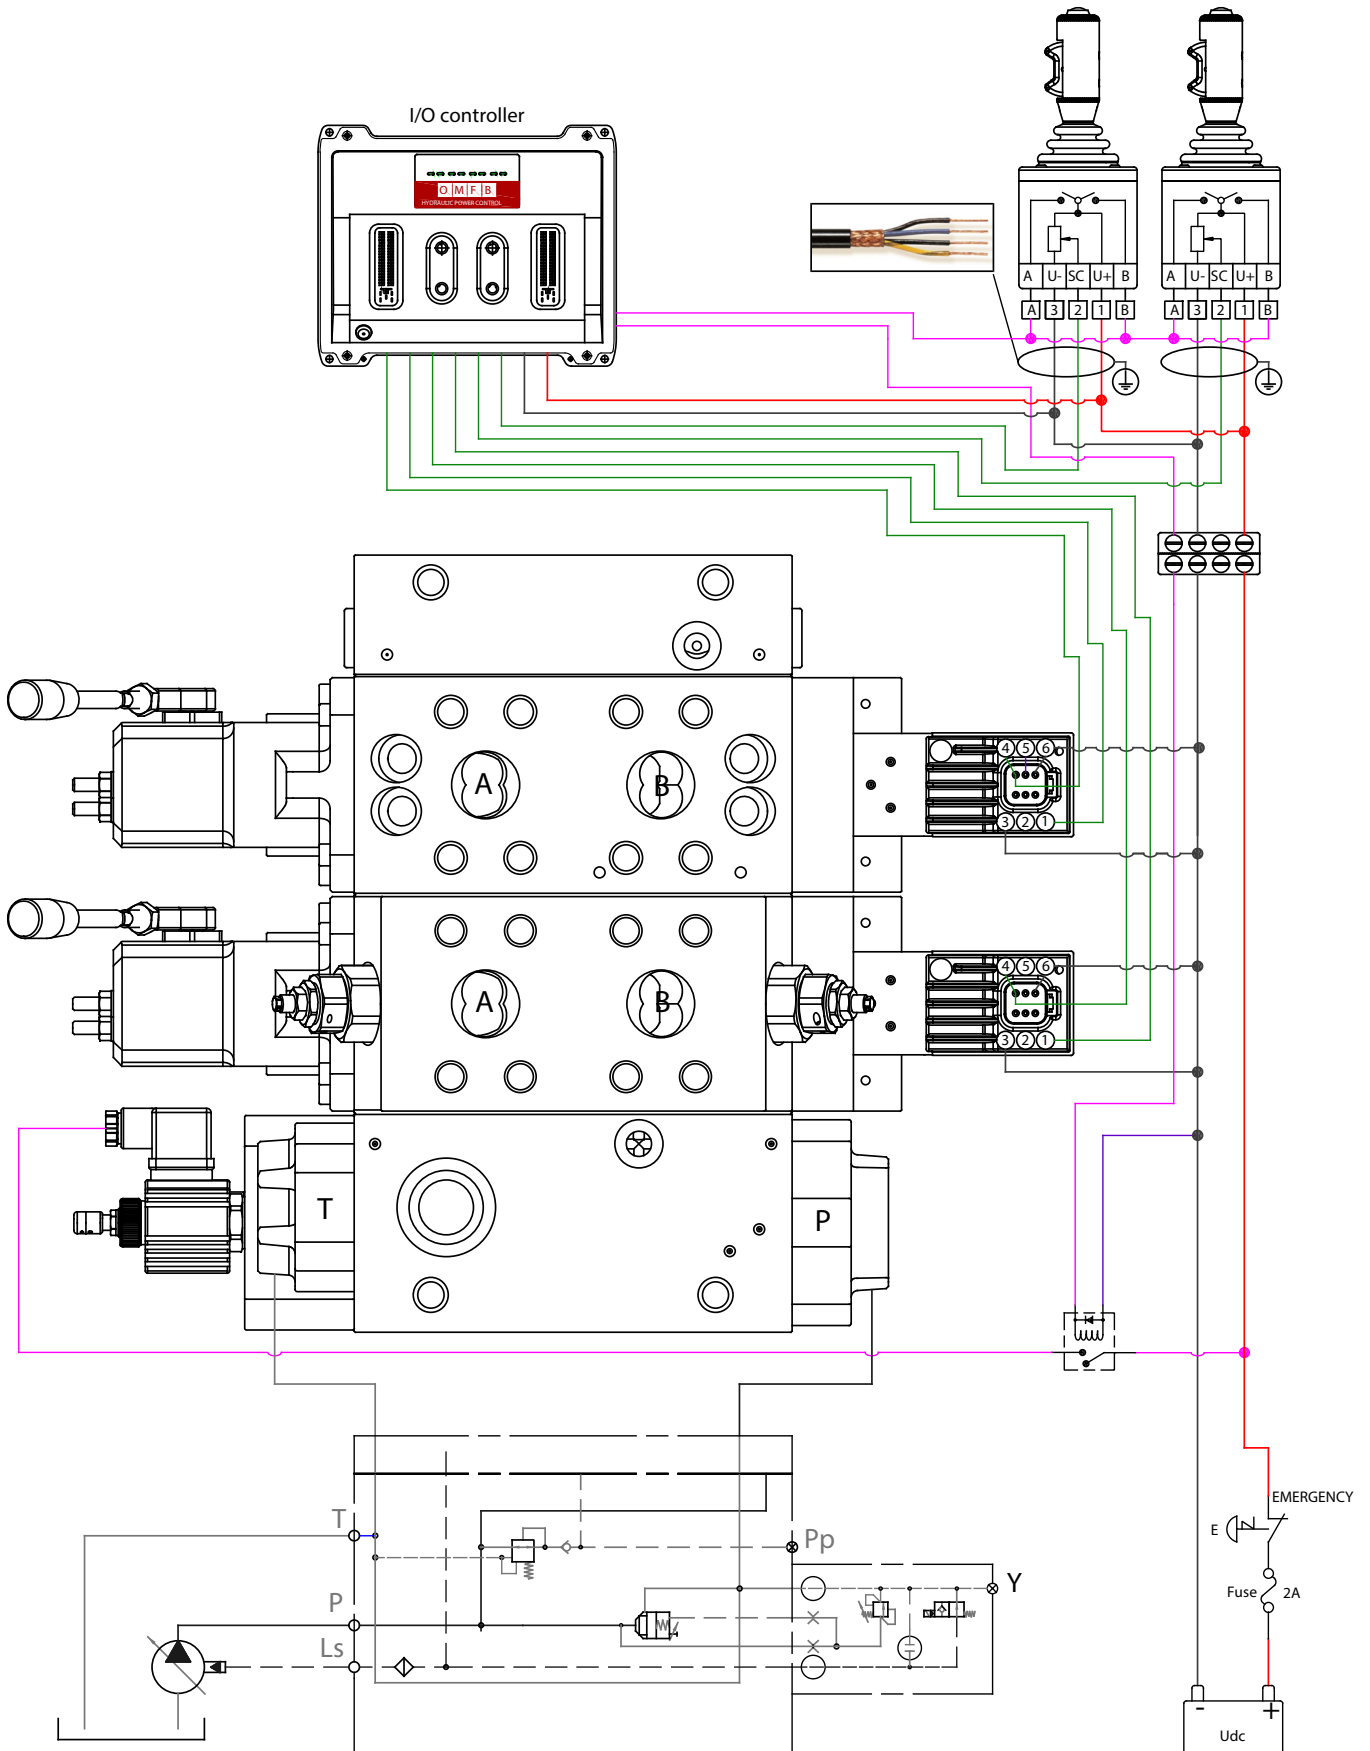 I/O controller
O M F B
HYDRAULIC POWER CONTROL
A U- SC U+ B
A 3 2 1 B
A U- SC U+ B
A 3 2 1 B
A B
4 5 6
3 2 1
A B
4 5 6
3 2 1
T P
EMERGENCY
E
T
Pp
Y
Fuse 2A
P
Ls
- +
Udc